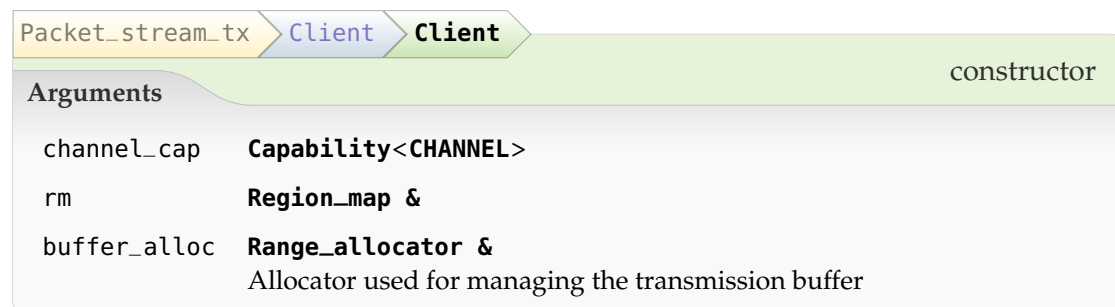 Packet_stream_tx Client Client
constructor
Arguments
channel_cap Capability<CHANNEL>
rm Region_map &
buffer_alloc Range_allocator &
Allocator used for managing the transmission buffer